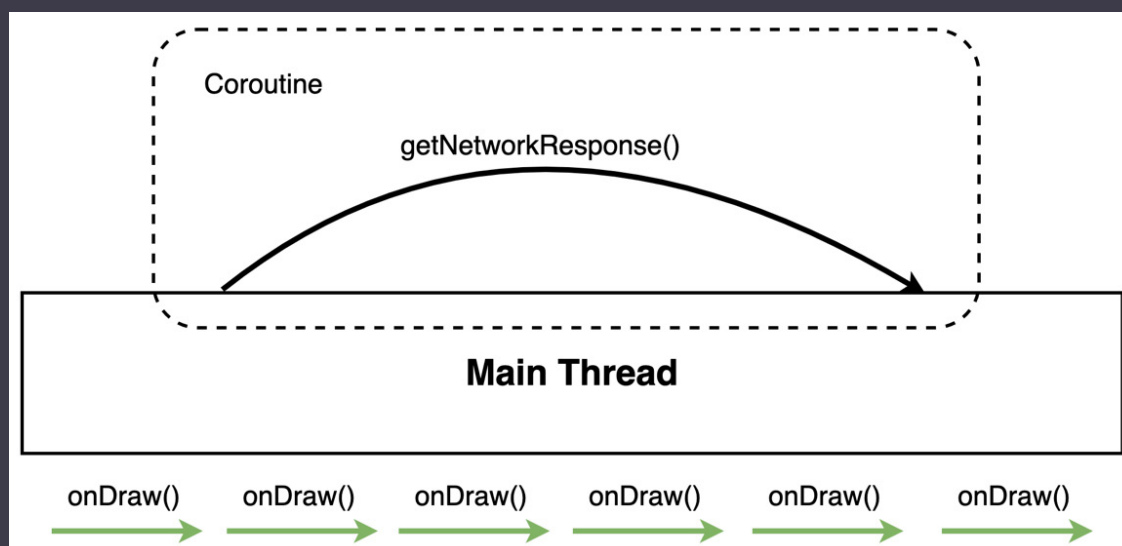 Coroutine
getNetworkResponse()
Main Thread
onDraw() onDraw() onDraw() onDraw() onDraw() onDraw()